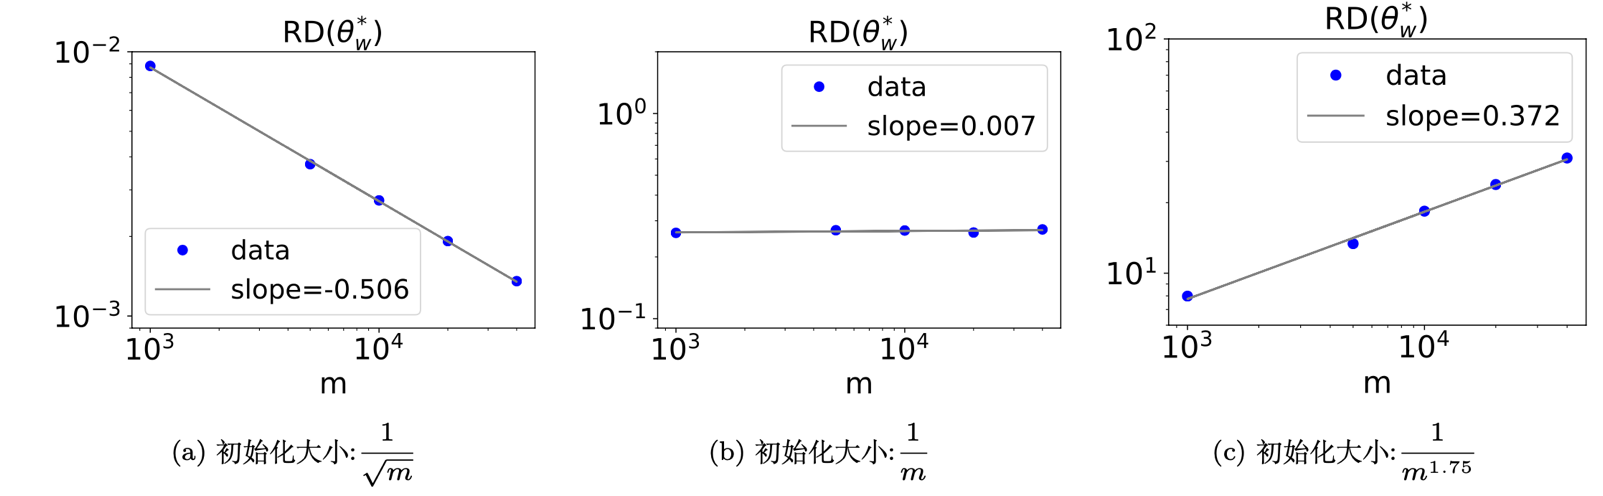 RD(θ*w)
10⁻²
10⁻³
data
slope=-0.506
10³ 10⁴
m
(a) 初始化大小: 1/√m
RD(θ*w)
10⁰
10⁻¹
data
slope=0.007
10³ 10⁴
m
(b) 初始化大小: 1/m
RD(θ*w)
10²
10¹
data
slope=0.372
10³ 10⁴
m
(c) 初始化大小: 1/m¹·⁷⁵